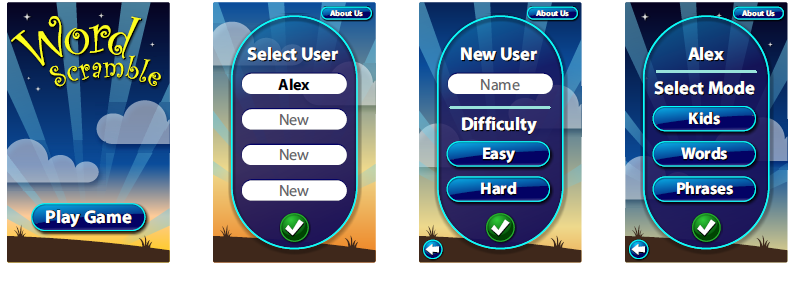 Word
Scramble
Play Game
About Us
Select User
Alex
New
New
New
About Us
New User
Name
Difficulty
Easy
Hard
About Us
Alex
Select Mode
Kids
Words
Phrases